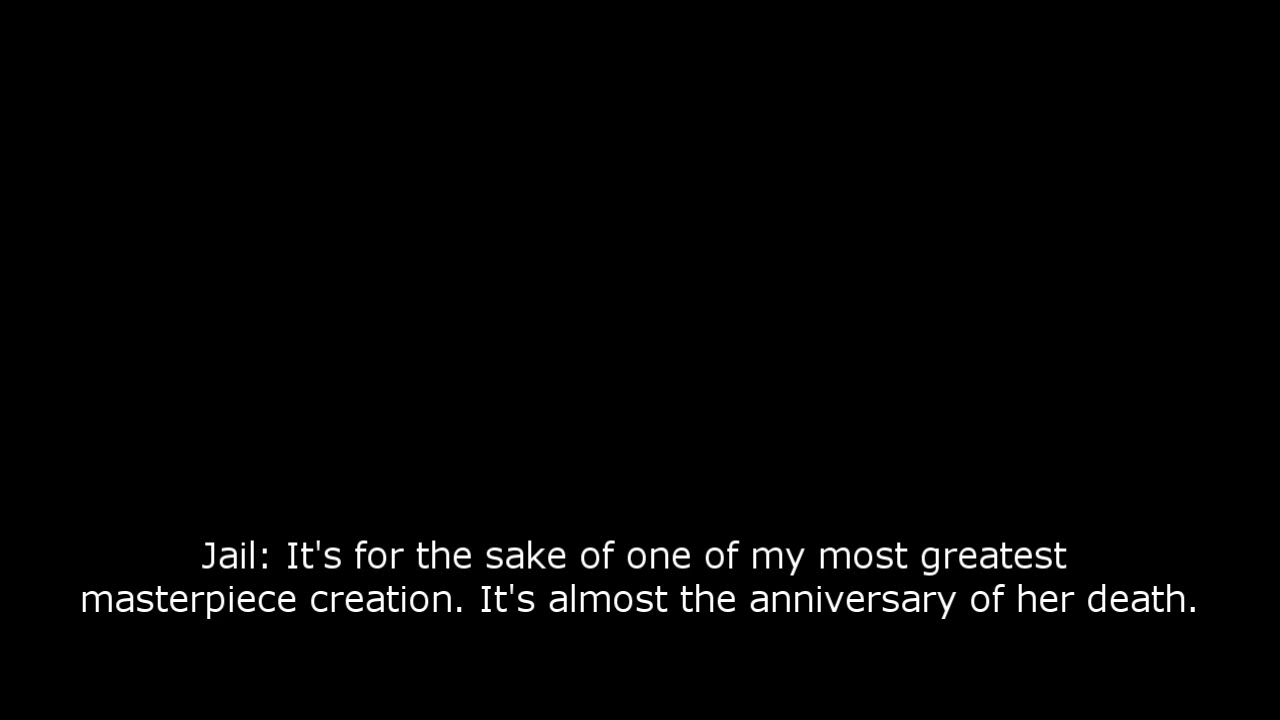 Jail: It's for the sake of one of my most greatest
masterpiece creation. It's almost the anniversary of her death.